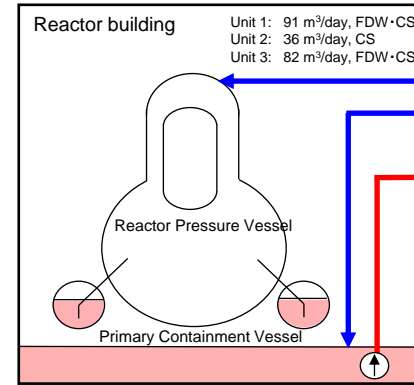 Reactor building
Unit 1: 91 m³/day, FDW・CS
Unit 2: 36 m³/day, CS
Unit 3: 82 m³/day, FDW・CS
Reactor Pressure Vessel
Primary Containment Vessel